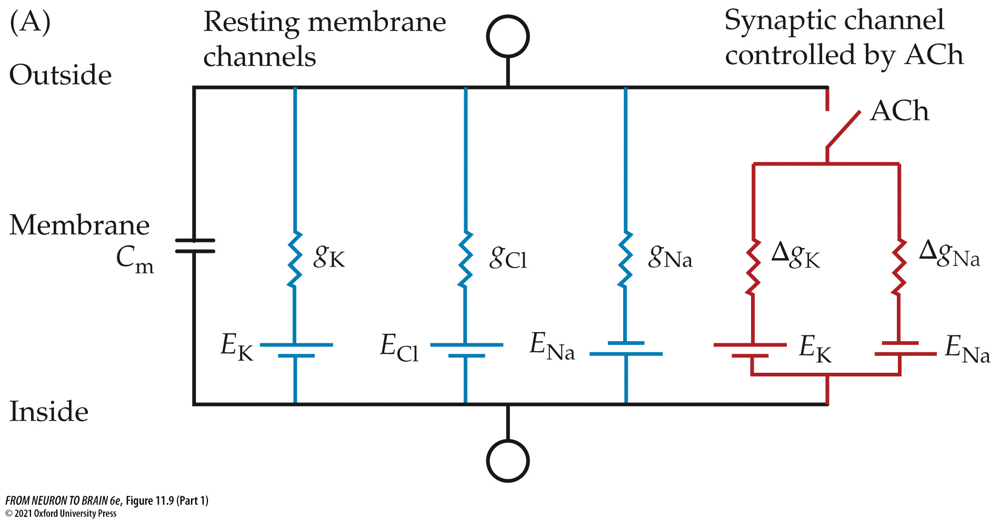 (A)
Resting membrane
channels
Synaptic channel
controlled by ACh
Outside
ACh
Membrane
Cm
gK
gCl
gNa
ΔgK
ΔgNa
EK
ECl
ENa
EK
ENa
Inside
FROM NEURON TO BRAIN 6e, Figure 11.9 (Part 1)
© 2021 Oxford University Press